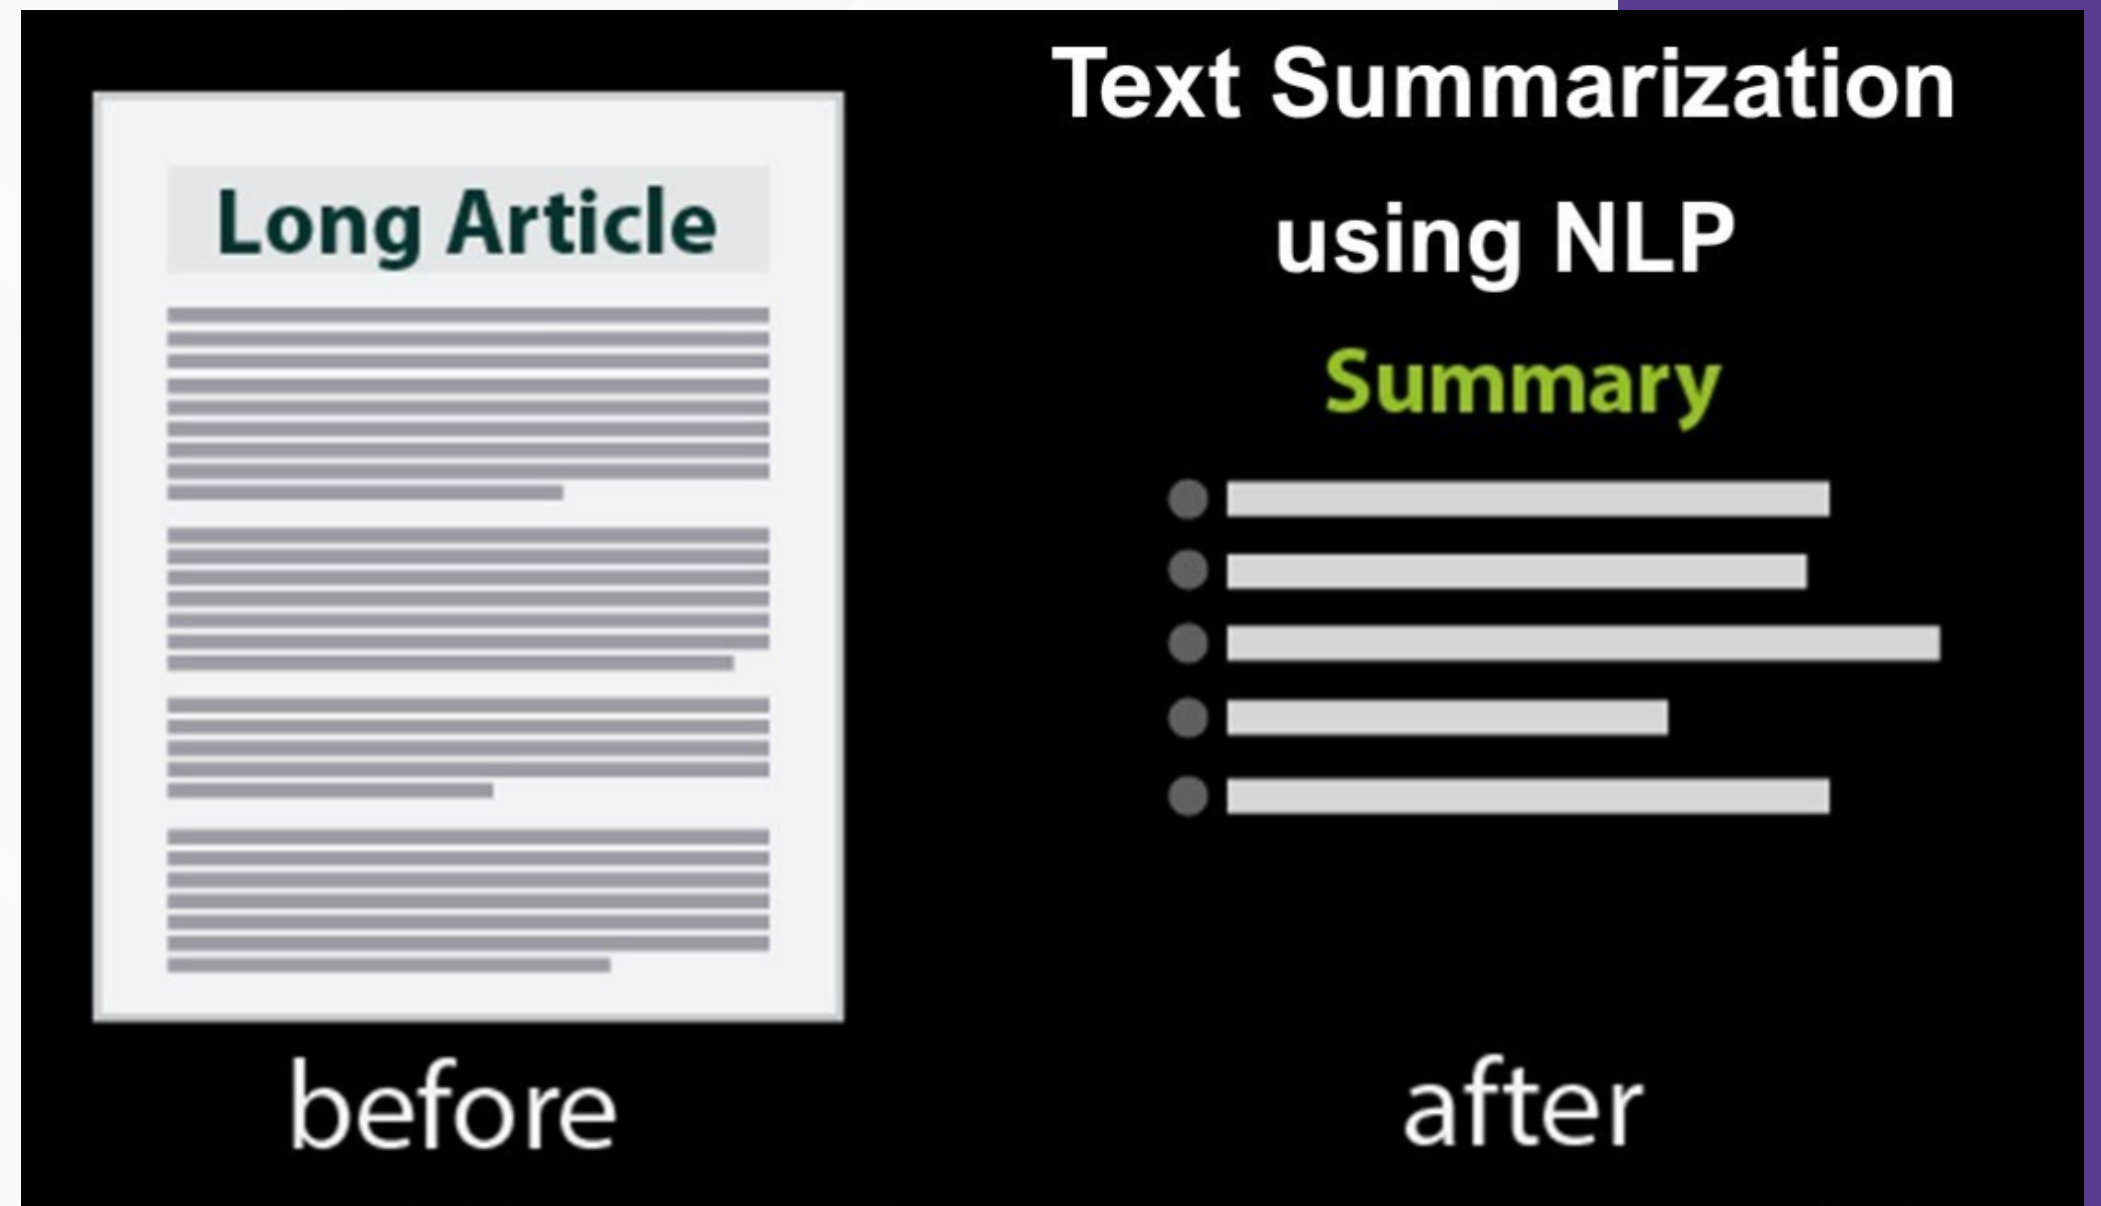 Text Summarization
using NLP
Long Article
Summary
before
after